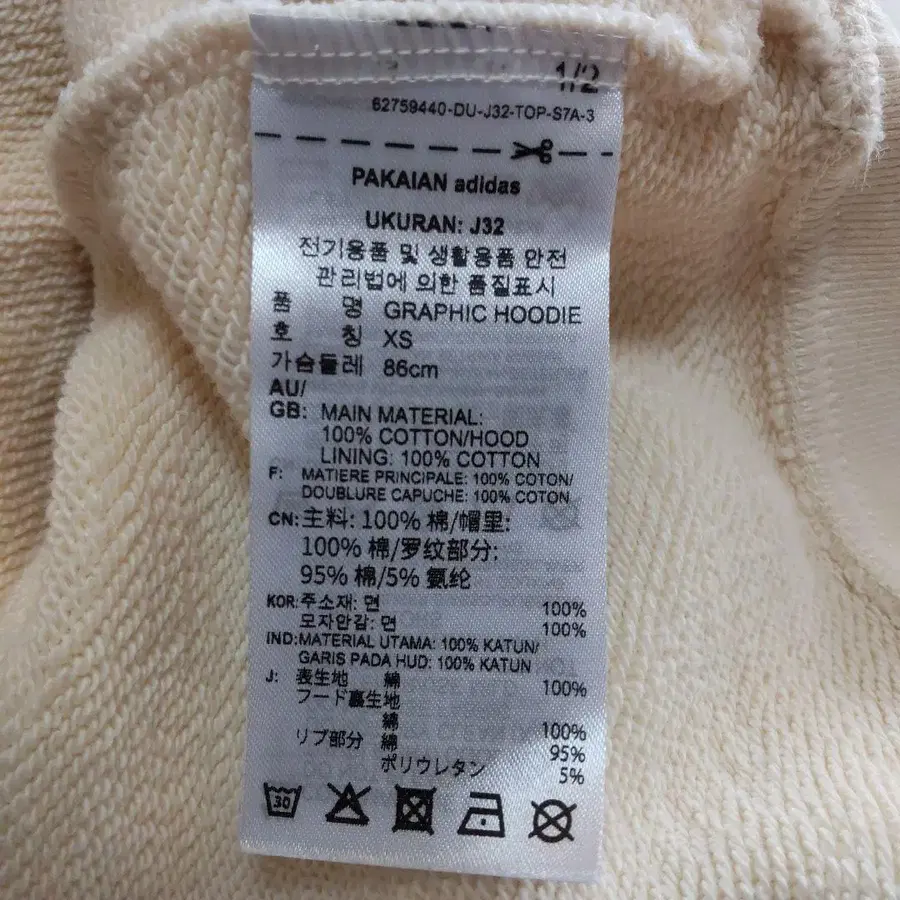 1/2
62759440-DU-J32-TOP-S7A-3
PAKAIAN adidas
UKURAN: J32
전기용품 및 생활용품 안전
관리법에 의한 품질표시
품 명 GRAPHIC HOODIE
호 칭 XS
가슴둘레 86cm
AU/
GB: MAIN MATERIAL:
100% COTTON/HOOD
LINING: 100% COTTON
F: MATIERE PRINCIPALE: 100% COTON/
DOUBLURE CAPUCHE: 100% COTON
CN: 主料: 100% 棉/帽里:
100% 棉/罗纹部分:
95% 棉/5% 氨纶
KOR: 주소재: 면 100%
모자안감: 면 100%
IND: MATERIAL UTAMA: 100% KATUN/
GARIS PADA HUD: 100% KATUN
J: 表生地 綿 100%
フード裏生地
綿 100%
リブ部分 綿 95%
ポリウレタン 5%
30